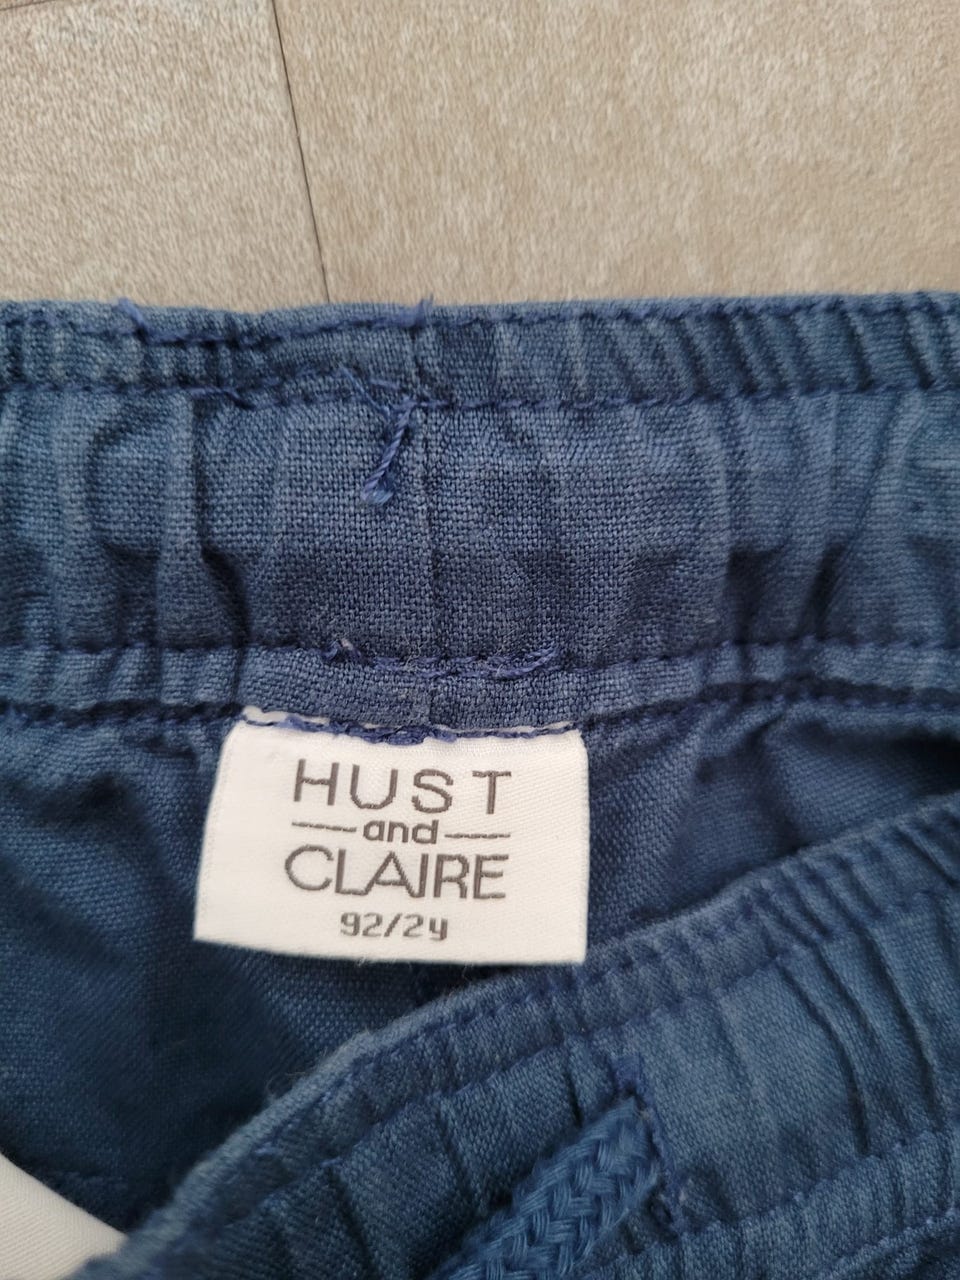 HUST
and
CLAIRE
92/2y